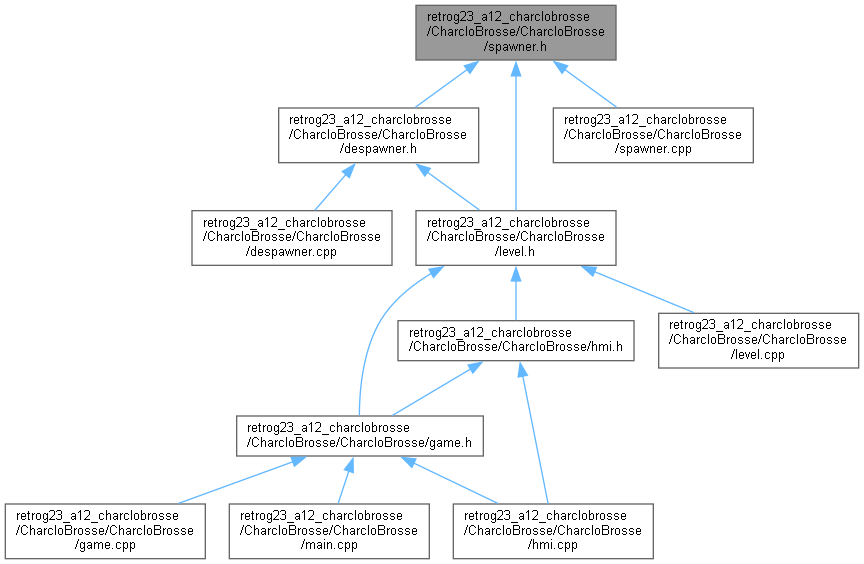 retrog23_a12_charclobrosse
/CharcloBrosse/CharcloBrosse
/spawner.h
retrog23_a12_charclobrosse
/CharcloBrosse/CharcloBrosse
/despawner.h
retrog23_a12_charclobrosse
/CharcloBrosse/CharcloBrosse
/spawner.cpp
retrog23_a12_charclobrosse
/CharcloBrosse/CharcloBrosse
/despawner.cpp
retrog23_a12_charclobrosse
/CharcloBrosse/CharcloBrosse
/level.h
retrog23_a12_charclobrosse
/CharcloBrosse/CharcloBrosse/hmi.h
retrog23_a12_charclobrosse
/CharcloBrosse/CharcloBrosse
/level.cpp
retrog23_a12_charclobrosse
/CharcloBrosse/CharcloBrosse/game.h
retrog23_a12_charclobrosse
/CharcloBrosse/CharcloBrosse
/game.cpp
retrog23_a12_charclobrosse
/CharcloBrosse/CharcloBrosse
/main.cpp
retrog23_a12_charclobrosse
/CharcloBrosse/CharcloBrosse
/hmi.cpp